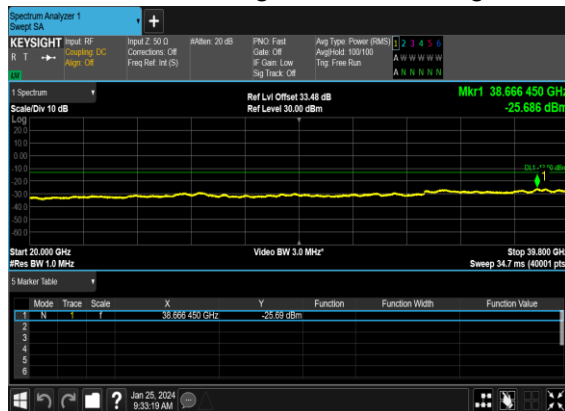 Spectrum Analyzer 1
Swept SA
+
KEYSIGHT Input: RF Input Z: 50 Ω #Atten: 20 dB PNO: Fast Avg Type: Power (RMS) 1 2 3 4 5 6
R T Coupling: DC Corrections: Off Gate: Off Avg|Hold: 100/100 A W W W W W
Align: Off Freq Ref: Int (S) IF Gain: Low Trig: Free Run
Sig Track: Off A N N N N N
1 Spectrum Ref Lvl Offset 33.48 dB Mkr1 38.666 450 GHz
Scale/Div 10 dB Ref Level 30.00 dBm -25.686 dBm
Log
20.0
10.0
0.00
-10.0
1
-20.0
-30.0
-40.0
-50.0
-60.0
Start 20.000 GHz Video BW 3.0 MHz* Stop 39.800 GHz
#Res BW 1.0 MHz Sweep 34.7 ms (40001 pts
5 Marker Table
Mode Trace Scale X Y Function Function Width Function Value
1 N 1 f 38.666 450 GHz -25.69 dBm
2
3
4
5
6
? Jan 25, 2024
9:33:19 AM